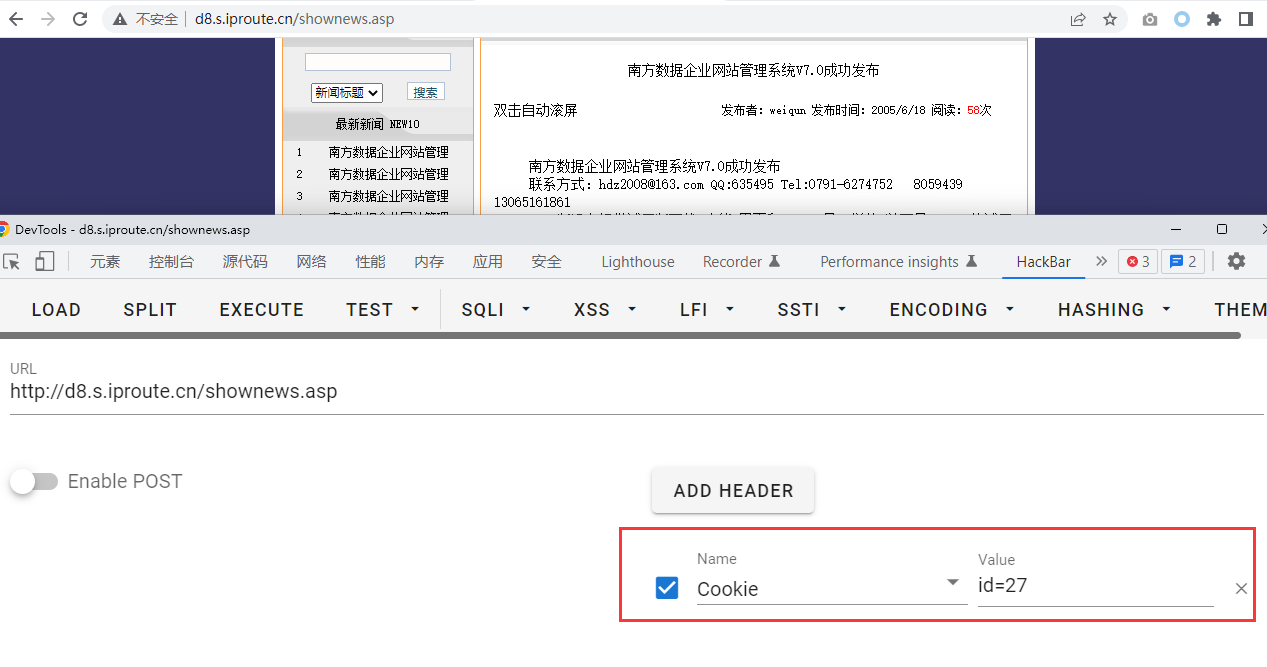 不安全 d8.s.iproute.cn/shownews.asp
南方数据企业网站管理系统V7.0成功发布
新闻标题 搜索
双击自动滚屏 发布者：weiqun 发布时间：2005/6/18 阅读：58次
最新新闻 NEW10
1 南方数据企业网站管理
2 南方数据企业网站管理
3 南方数据企业网站管理
南方数据企业网站管理系统V7.0成功发布
联系方式：hdz2008@163.com QQ:635495 Tel:0791-6274752 8059439
13065161861
DevTools - d8.s.iproute.cn/shownews.asp
元素 控制台 源代码 网络 性能 内存 应用 安全 Lighthouse Recorder Performance insights HackBar 3 2
LOAD SPLIT EXECUTE TEST SQLI XSS LFI SSTI ENCODING HASHING THEM
URL
http://d8.s.iproute.cn/shownews.asp
Enable POST
ADD HEADER
Name Value
Cookie id=27